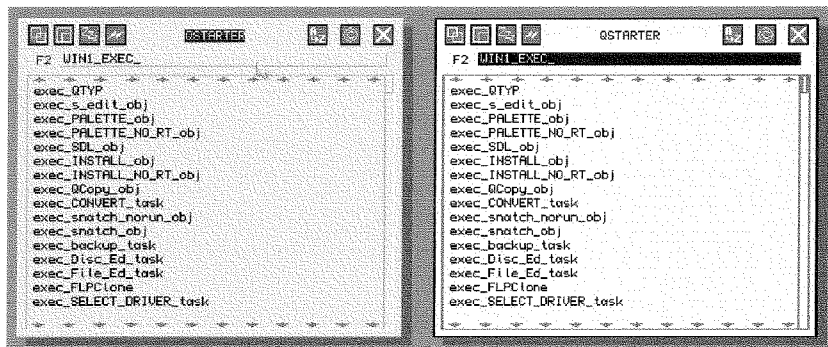 QSTARTER
F2 WIN1_EXEC_
exec_QTYP
exec_s_edit_obj
exec_PALETTE_obj
exec_PALETTE_NO_RT_obj
exec_SDL_obj
exec_INSTALL_obj
exec_INSTALL_NO_RT_obj
exec_QCopy_obj
exec_CONVERT_task
exec_snatch_norun_obj
exec_snatch_obj
exec_backup_task
exec_Disc_Ed_task
exec_File_Ed_task
exec_FLPClone
exec_SELECT_DRIVER_task
QSTARTER
F2 WIN1_EXEC_
exec_QTYP
exec_s_edit_obj
exec_PALETTE_obj
exec_PALETTE_NO_RT_obj
exec_SDL_obj
exec_INSTALL_obj
exec_INSTALL_NO_RT_obj
exec_QCopy_obj
exec_CONVERT_task
exec_snatch_norun_obj
exec_snatch_obj
exec_backup_task
exec_Disc_Ed_task
exec_File_Ed_task
exec_FLPClone
exec_SELECT_DRIVER_task